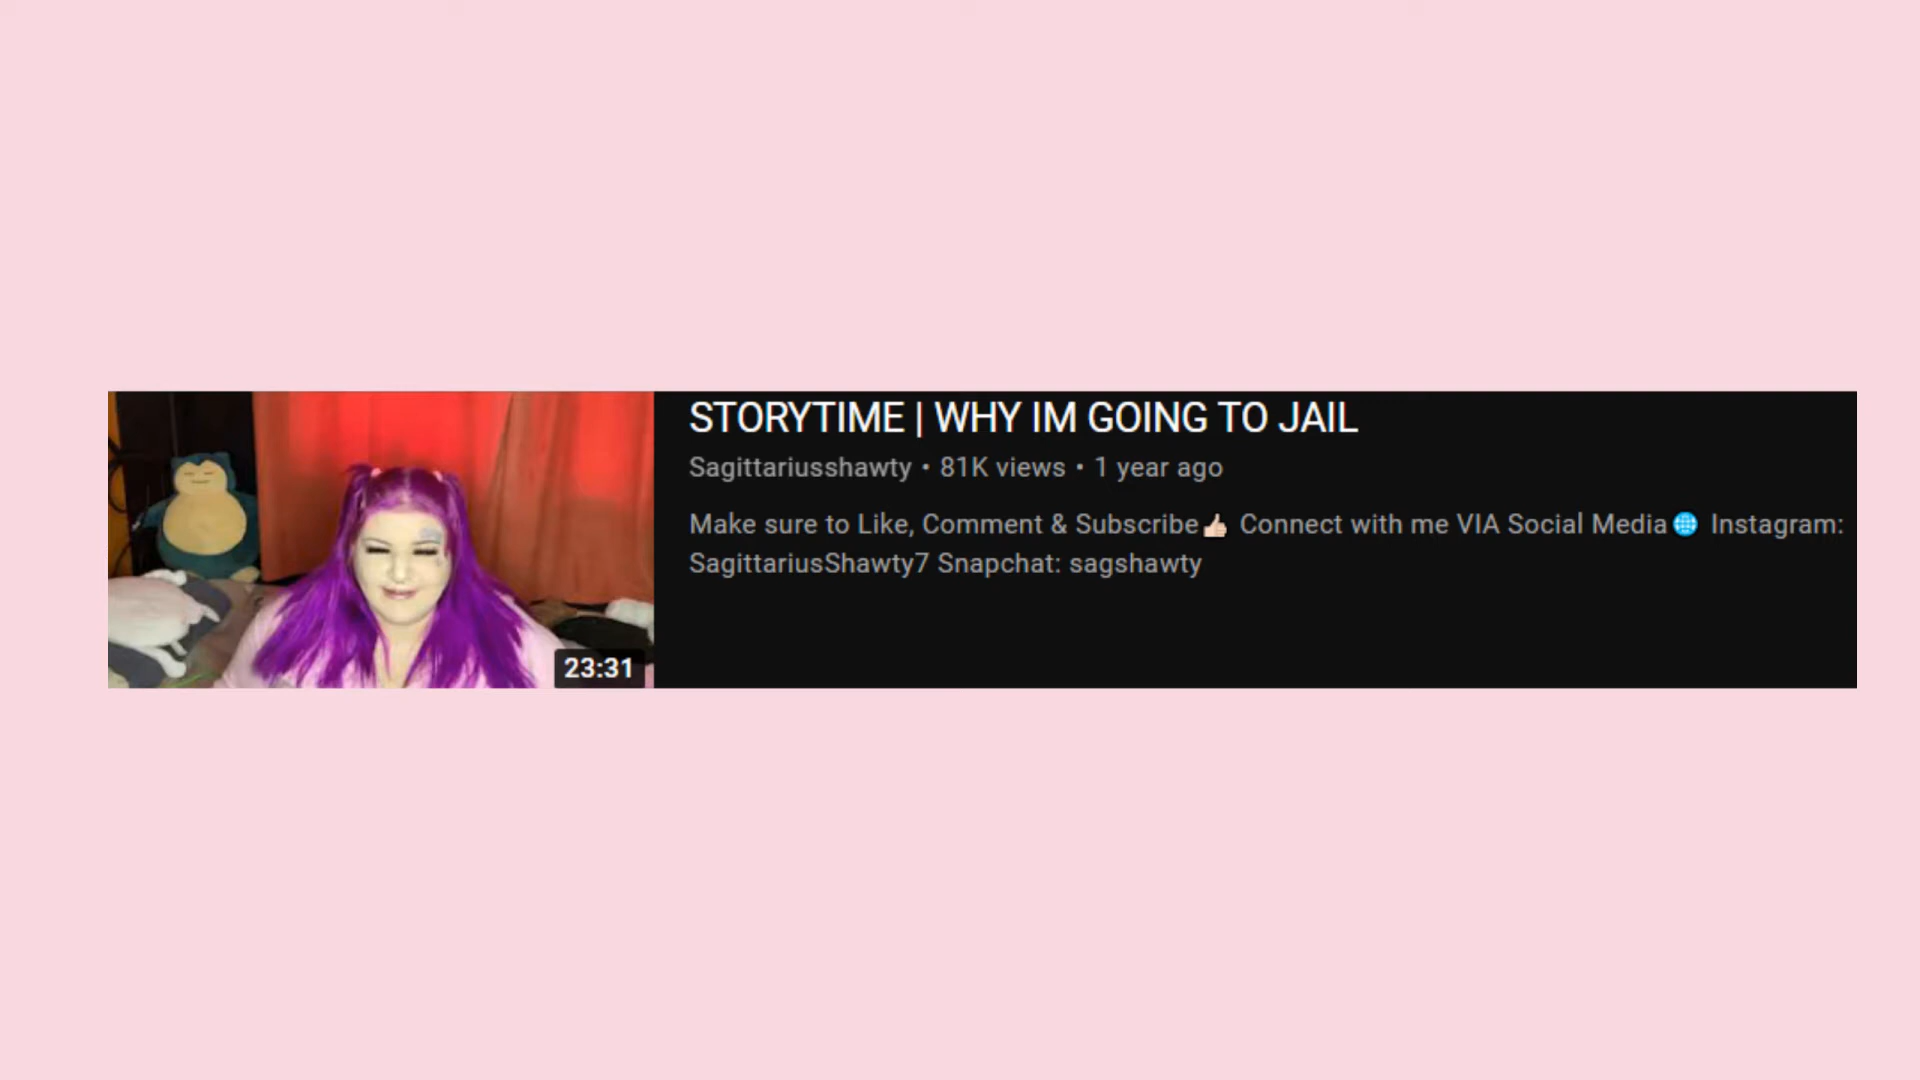 STORYTIME | WHY IM GOING TO JAIL
Sagittariusshawty • 81K views • 1 year ago
Make sure to Like, Comment & Subscribe👍🏻 Connect with me VIA Social Media🌐 Instagram:
SagittariusShawty7 Snapchat: sagshawty
23:31